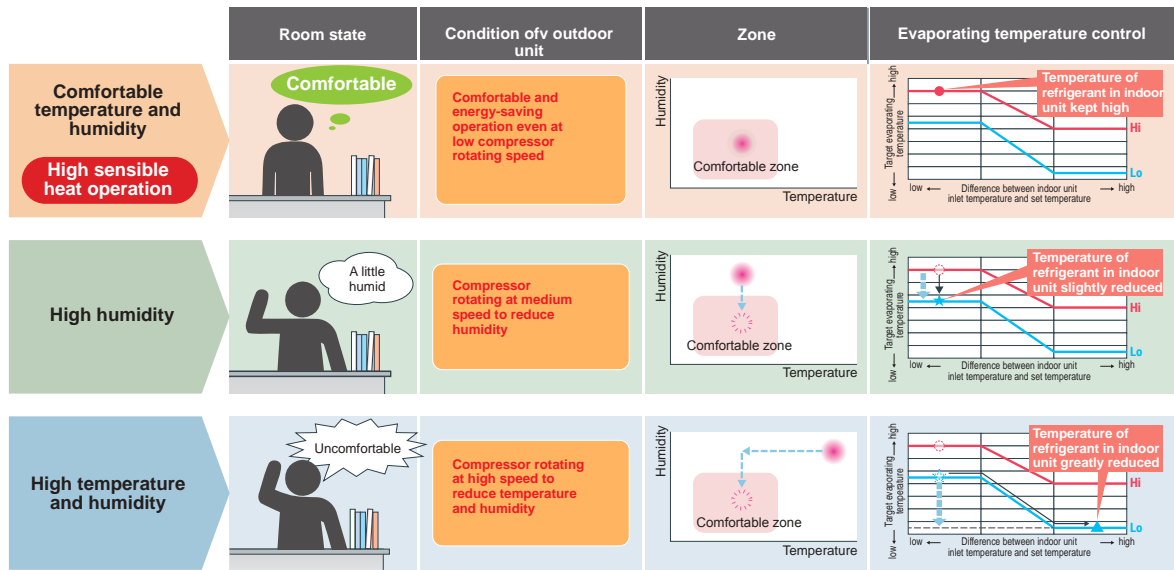 Room state
Condition ofv outdoor
unit
Zone
Evaporating temperature control
Comfortable
temperature and
humidity
High sensible
heat operation
Comfortable
Comfortable and
energy-saving
operation even at
low compressor
rotating speed
Humidity
Comfortable zone
Temperature
Target evaporating
temperature
high
low
Temperature of
refrigerant in indoor
unit kept high
Hi
Lo
low
Difference between indoor unit
inlet temperature and set temperature
high
High humidity
A little
humid
Compressor
rotating at medium
speed to reduce
humidity
Humidity
Comfortable zone
Temperature
Target evaporating
temperature
high
low
Temperature of
refrigerant in indoor
unit slightly reduced
Hi
Lo
low
Difference between indoor unit
inlet temperature and set temperature
high
High temperature
and humidity
Uncomfortable
Compressor rotating
at high speed to
reduce temperature
and humidity
Humidity
Comfortable zone
Temperature
Target evaporating
temperature
high
low
Temperature of
refrigerant in indoor
unit greatly reduced
Hi
Lo
low
Difference between indoor unit
inlet temperature and set temperature
high